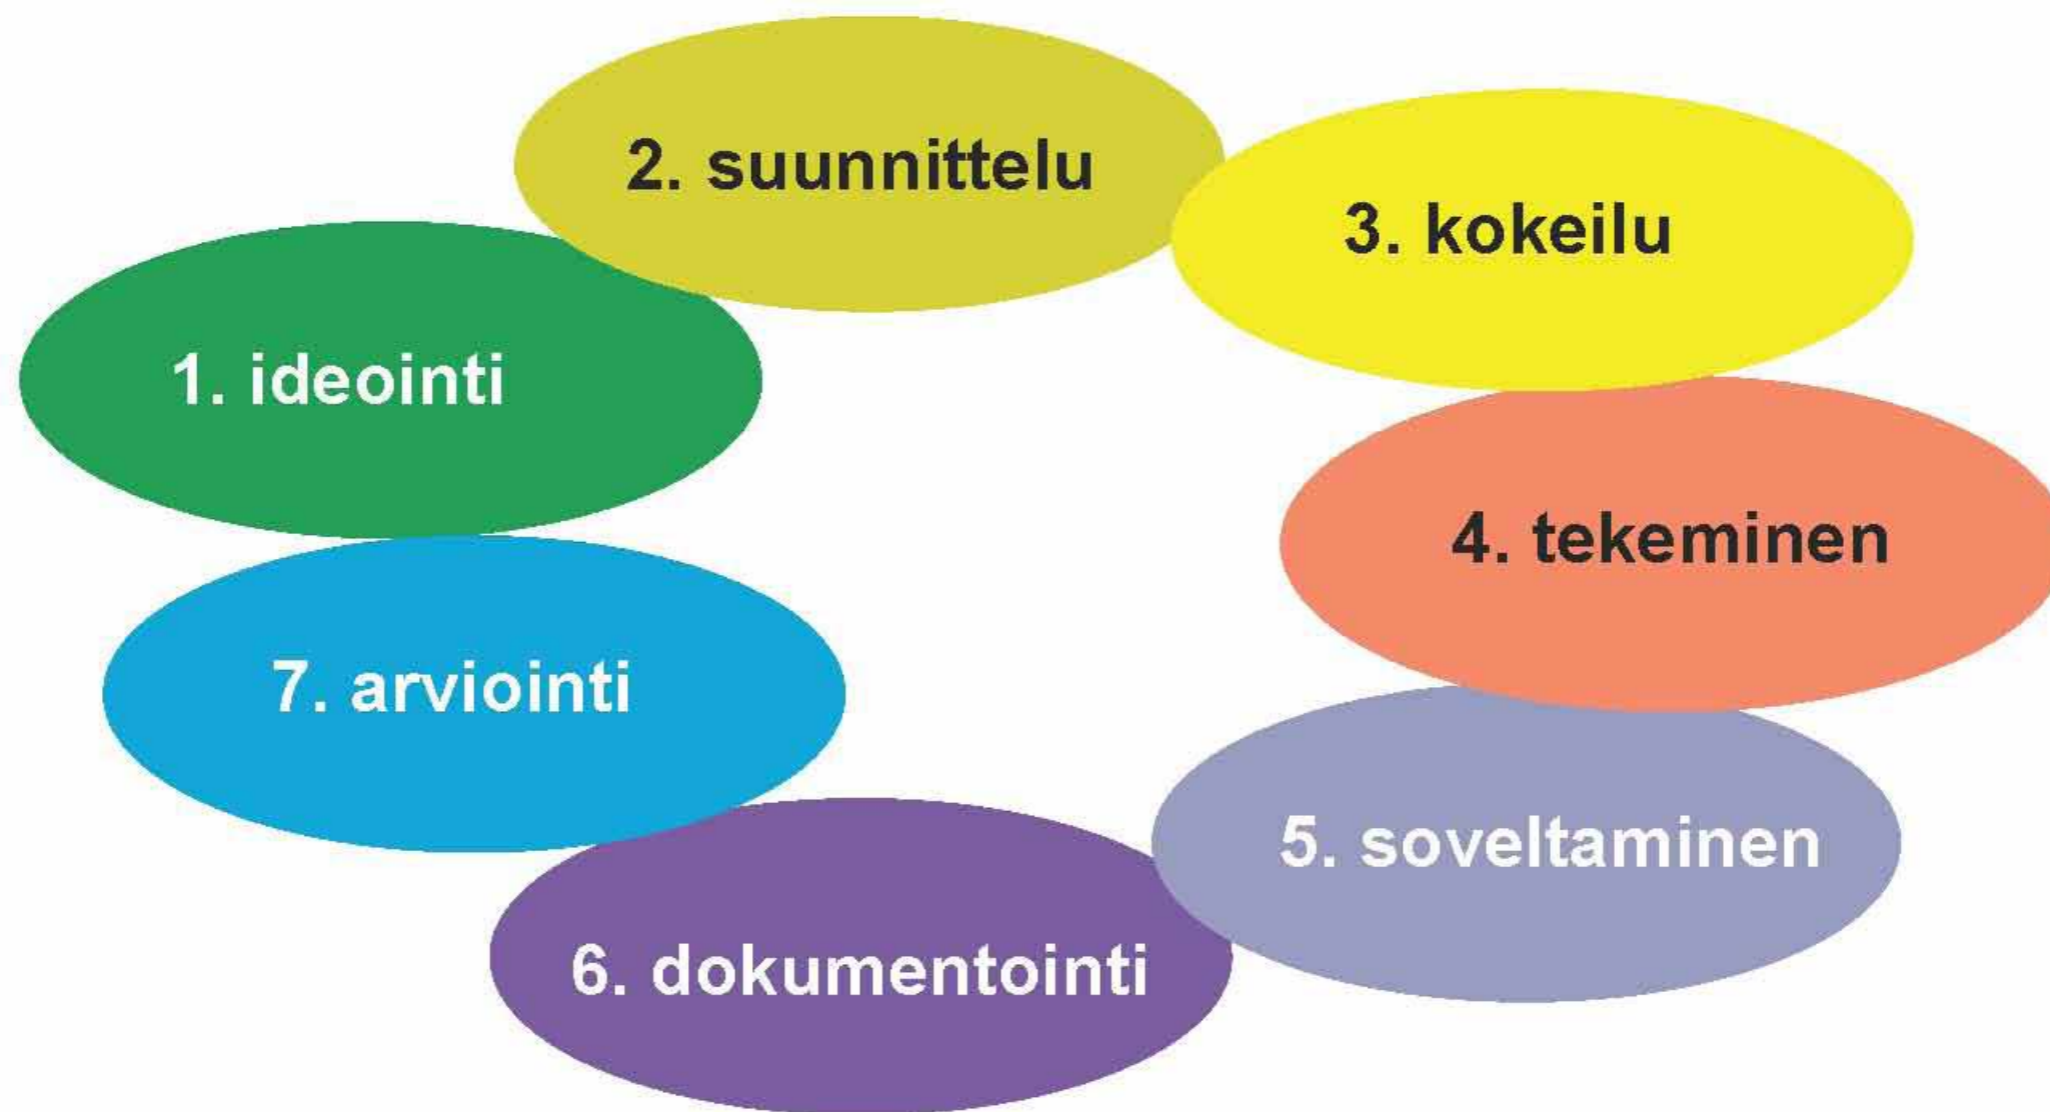 1. ideointi
2. suunnittelu
3. kokeilu
4. tekeminen
5. soveltaminen
6. dokumentointi
7. arviointi